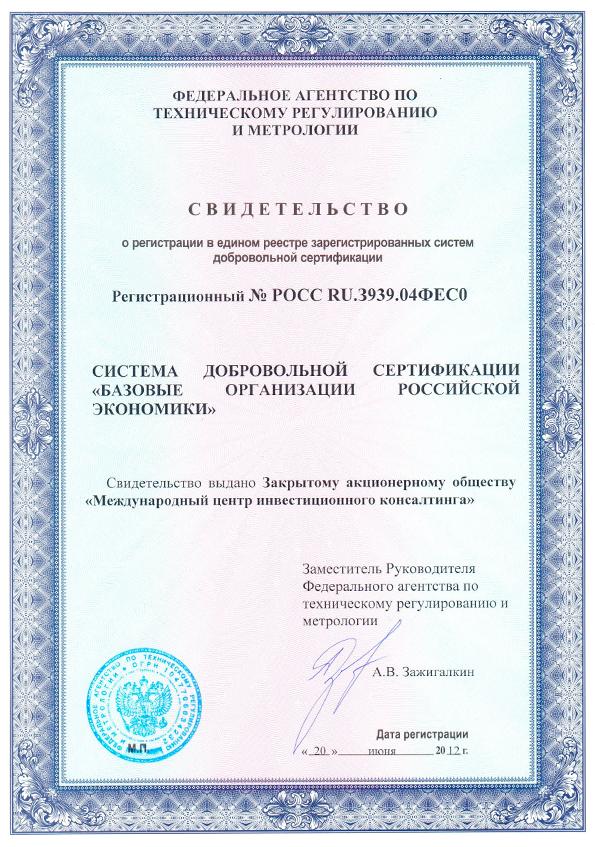 ФЕДЕРАЛЬНОЕ АГЕНТСТВО ПО
ТЕХНИЧЕСКОМУ РЕГУЛИРОВАНИЮ
И МЕТРОЛОГИИ
СВИДЕТЕЛЬСТВО
о регистрации в едином реестре зарегистрированных систем
добровольной сертификации
Регистрационный № РОСС RU.З939.04ФЕС0
СИСТЕМА ДОБРОВОЛЬНОЙ СЕРТИФИКАЦИИ
«БАЗОВЫЕ ОРГАНИЗАЦИИ РОССИЙСКОЙ
ЭКОНОМИКИ»
Свидетельство выдано Закрытому акционерному обществу
«Международный центр инвестиционного консалтинга»
Заместитель Руководителя
Федерального агентства по
техническому регулированию и
метрологии
А.В. Зажигалкин
М.П.
Дата регистрации
« 20 » июня 2012 г.